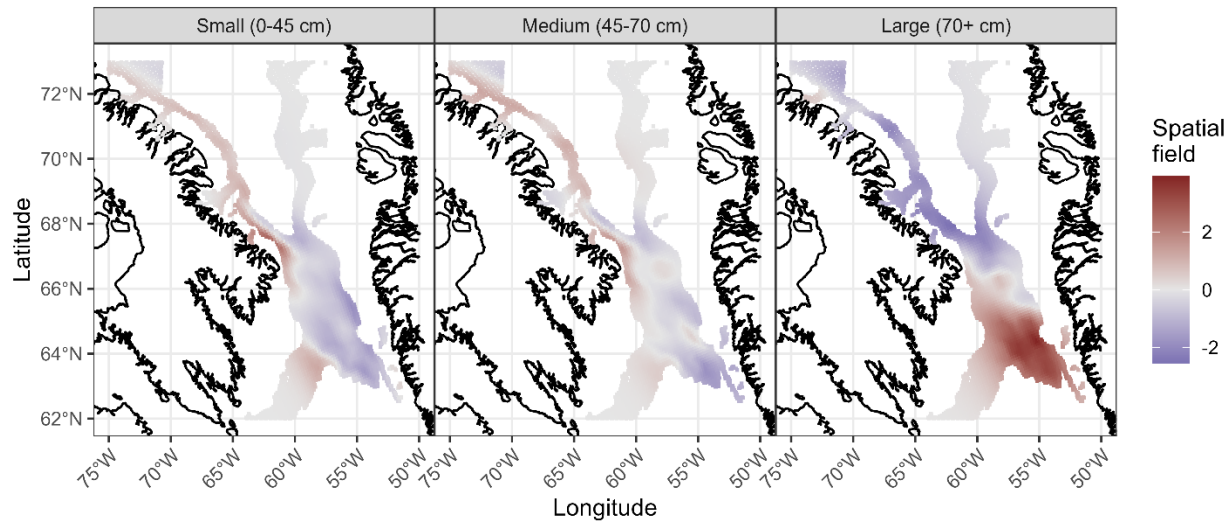 Small (0-45 cm)
Medium (45-70 cm)
Large (70+ cm)
72°N
70°N
68°N
66°N
64°N
62°N
Latitude
75°W
70°W
65°W
60°W
55°W
50°W
75°W
70°W
65°W
60°W
55°W
50°W
75°W
70°W
65°W
60°W
55°W
50°W
Longitude
Spatial
field
2
0
-2